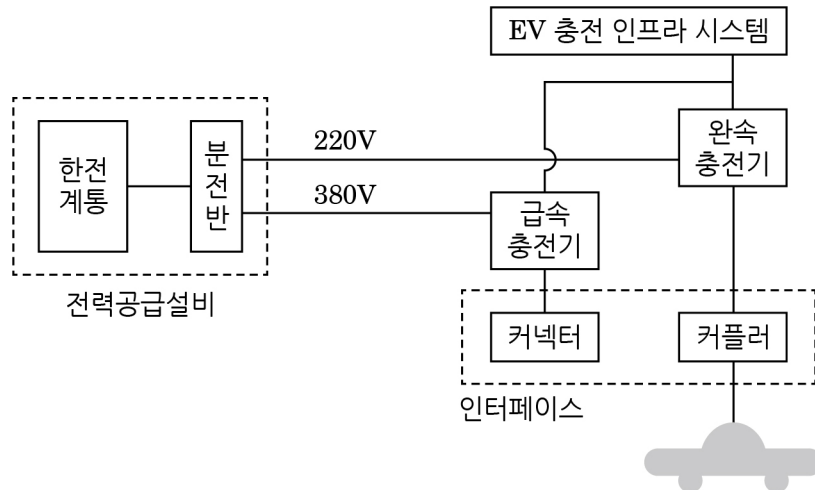 EV 충전 인프라 시스템
한전
계통
분
전
반
220V
380V
완속
충전기
급속
충전기
전력공급설비
커넥터
커플러
인터페이스